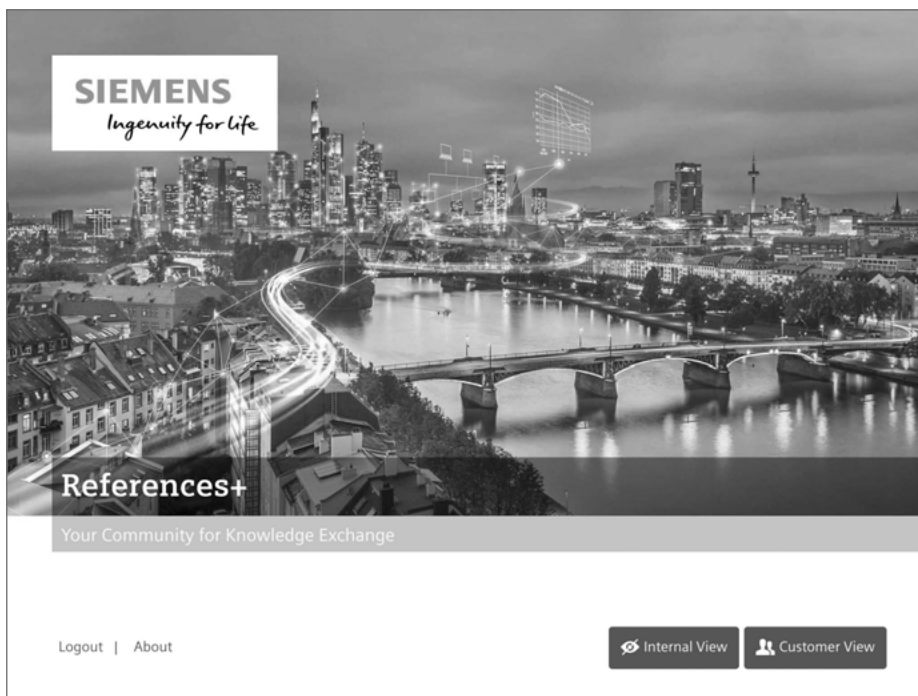 SIEMENS
Ingenuity for life
References+
Your Community for Knowledge Exchange
Logout | About
Internal View
Customer View